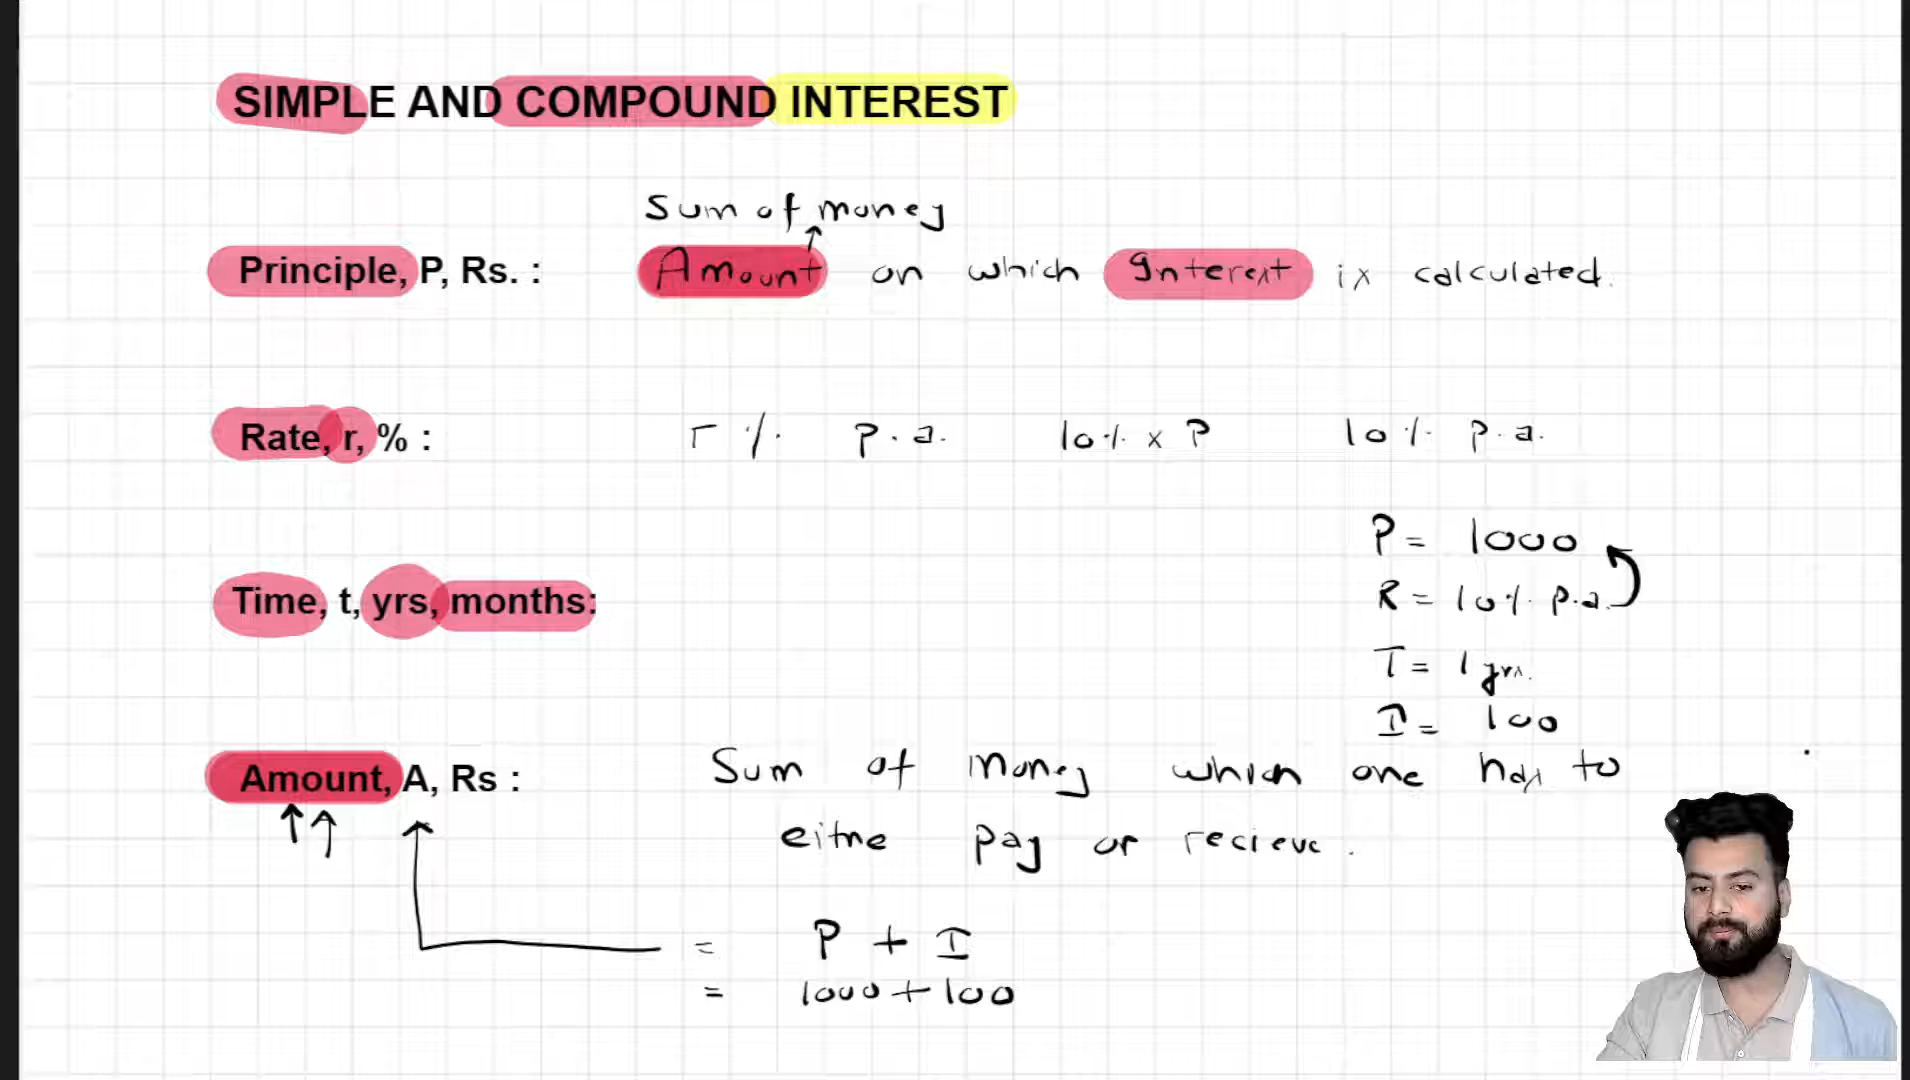 SIMPLE AND COMPOUND INTEREST
Sum of money
Principle, P, Rs. : Amount on which Interest is calculated.
Rate, r, % : r % p.a. 10% x P 10% p.a.
P = 1000
R = 10% p.a.
Time, t, yrs, months:
T = 1 yrs.
I = 100
Amount, A, Rs : Sum of money which one has to
eithe pay or recieve.
= P + I
= 1000 + 100